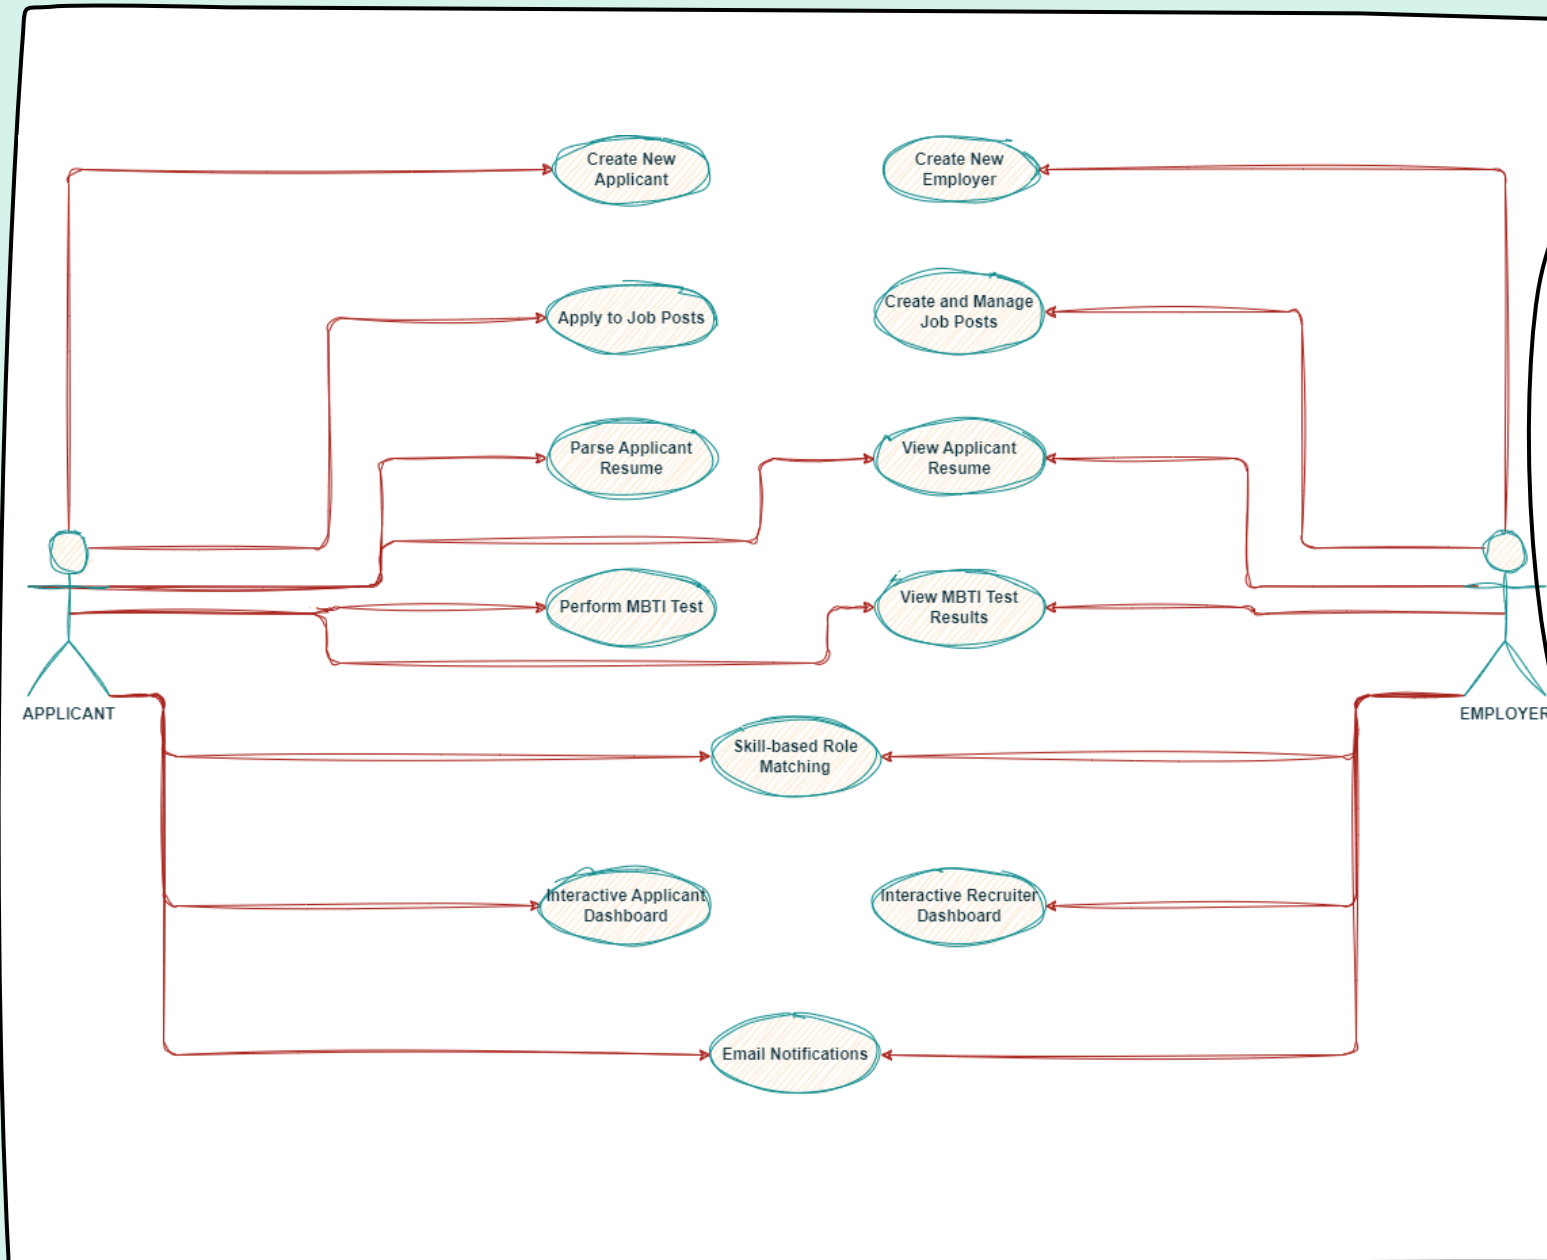 Create New
Applicant
Create New
Employer
Apply to Job Posts
Create and Manage
Job Posts
Parse Applicant
Resume
View Applicant
Resume
Perform MBTI Test
View MBTI Test
Results
APPLICANT
EMPLOYER
Skill-based Role
Matching
Interactive Applicant
Dashboard
Interactive Recruiter
Dashboard
Email Notifications